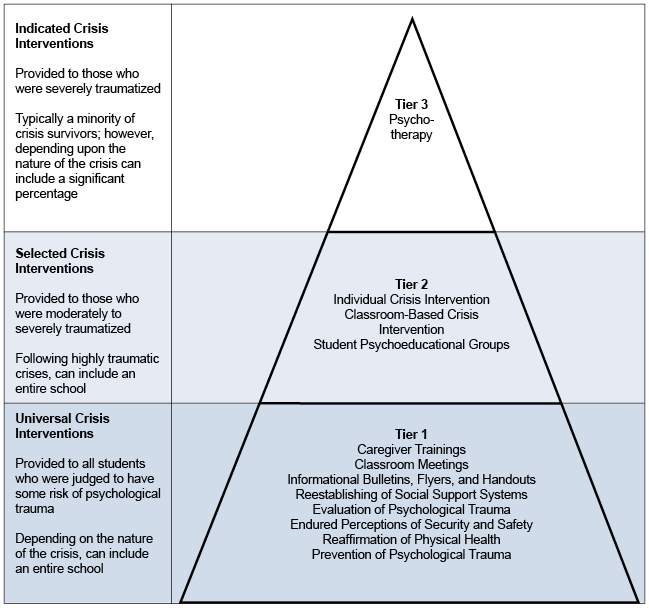 Indicated Crisis
Interventions
Provided to those who
were severely traumatized
Typically a minority of
crisis survivors; however,
depending upon the
nature of the crisis can
include a significant
percentage
Tier 3
Psycho-
therapy
Selected Crisis
Interventions
Provided to those who
were moderately to
severely traumatized
Following highly traumatic
crises, can include an
entire school
Tier 2
Individual Crisis Intervention
Classroom-Based Crisis
Intervention
Student Psychoeducational Groups
Universal Crisis
Interventions
Provided to all students
who were judged to have
some risk of psychological
trauma
Depending on the nature
of the crisis, can include
an entire school
Tier 1
Caregiver Trainings
Classroom Meetings
Informational Bulletins, Flyers, and Handouts
Reestablishing of Social Support Systems
Evaluation of Psychological Trauma
Endured Perceptions of Security and Safety
Reaffirmation of Physical Health
Prevention of Psychological Trauma